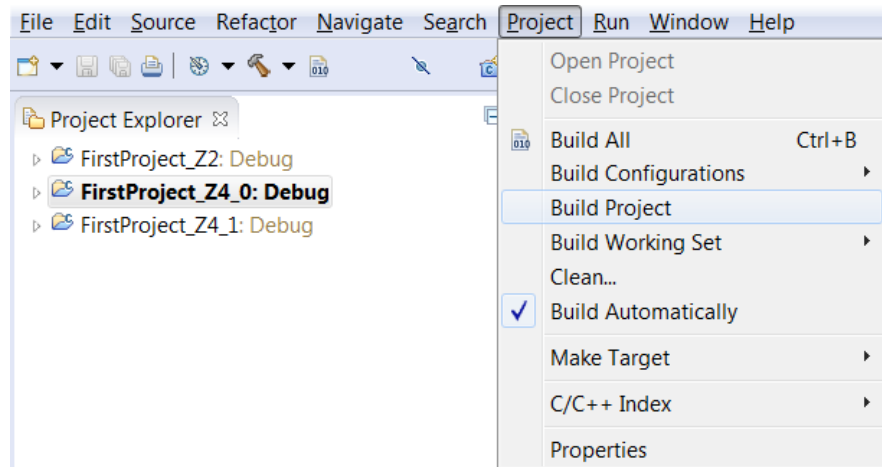 File Edit Source Refactor Navigate Search Project Run Window Help
Project Explorer
FirstProject_Z2: Debug
FirstProject_Z4_0: Debug
FirstProject_Z4_1: Debug
Open Project
Close Project
010 Build All Ctrl+B
Build Configurations
Build Project
Build Working Set
Clean...
Build Automatically
Make Target
C/C++ Index
Properties